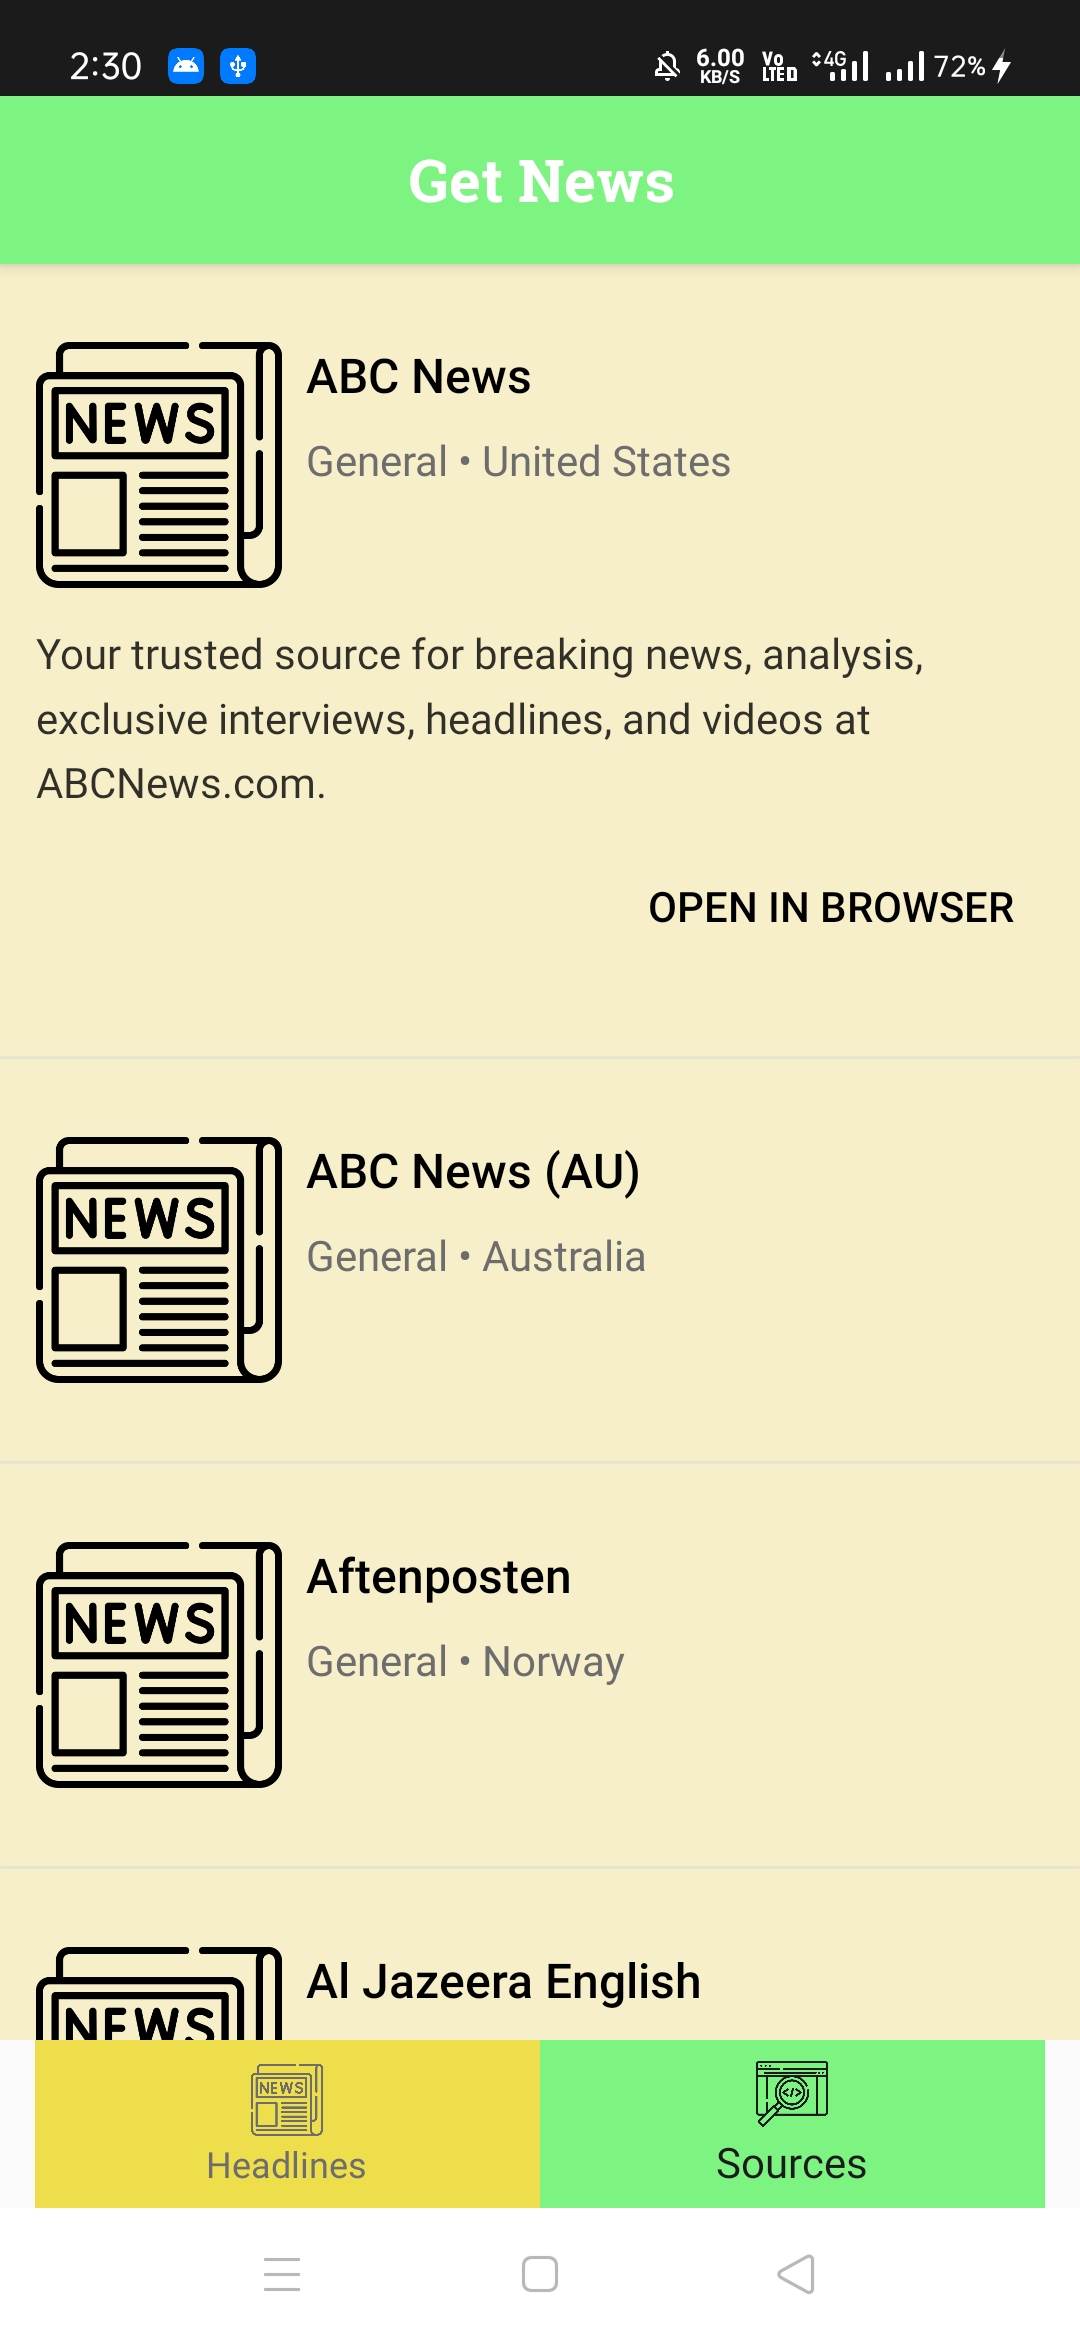 2:30 6.00 KB/S Vo LTE 4G 72%
Get News
NEWS
ABC News
General • United States
Your trusted source for breaking news, analysis,
exclusive interviews, headlines, and videos at
ABCNews.com.
OPEN IN BROWSER
NEWS
ABC News (AU)
General • Australia
NEWS
Aftenposten
General • Norway
NEWS
Al Jazeera English
NEWS </>
Headlines Sources